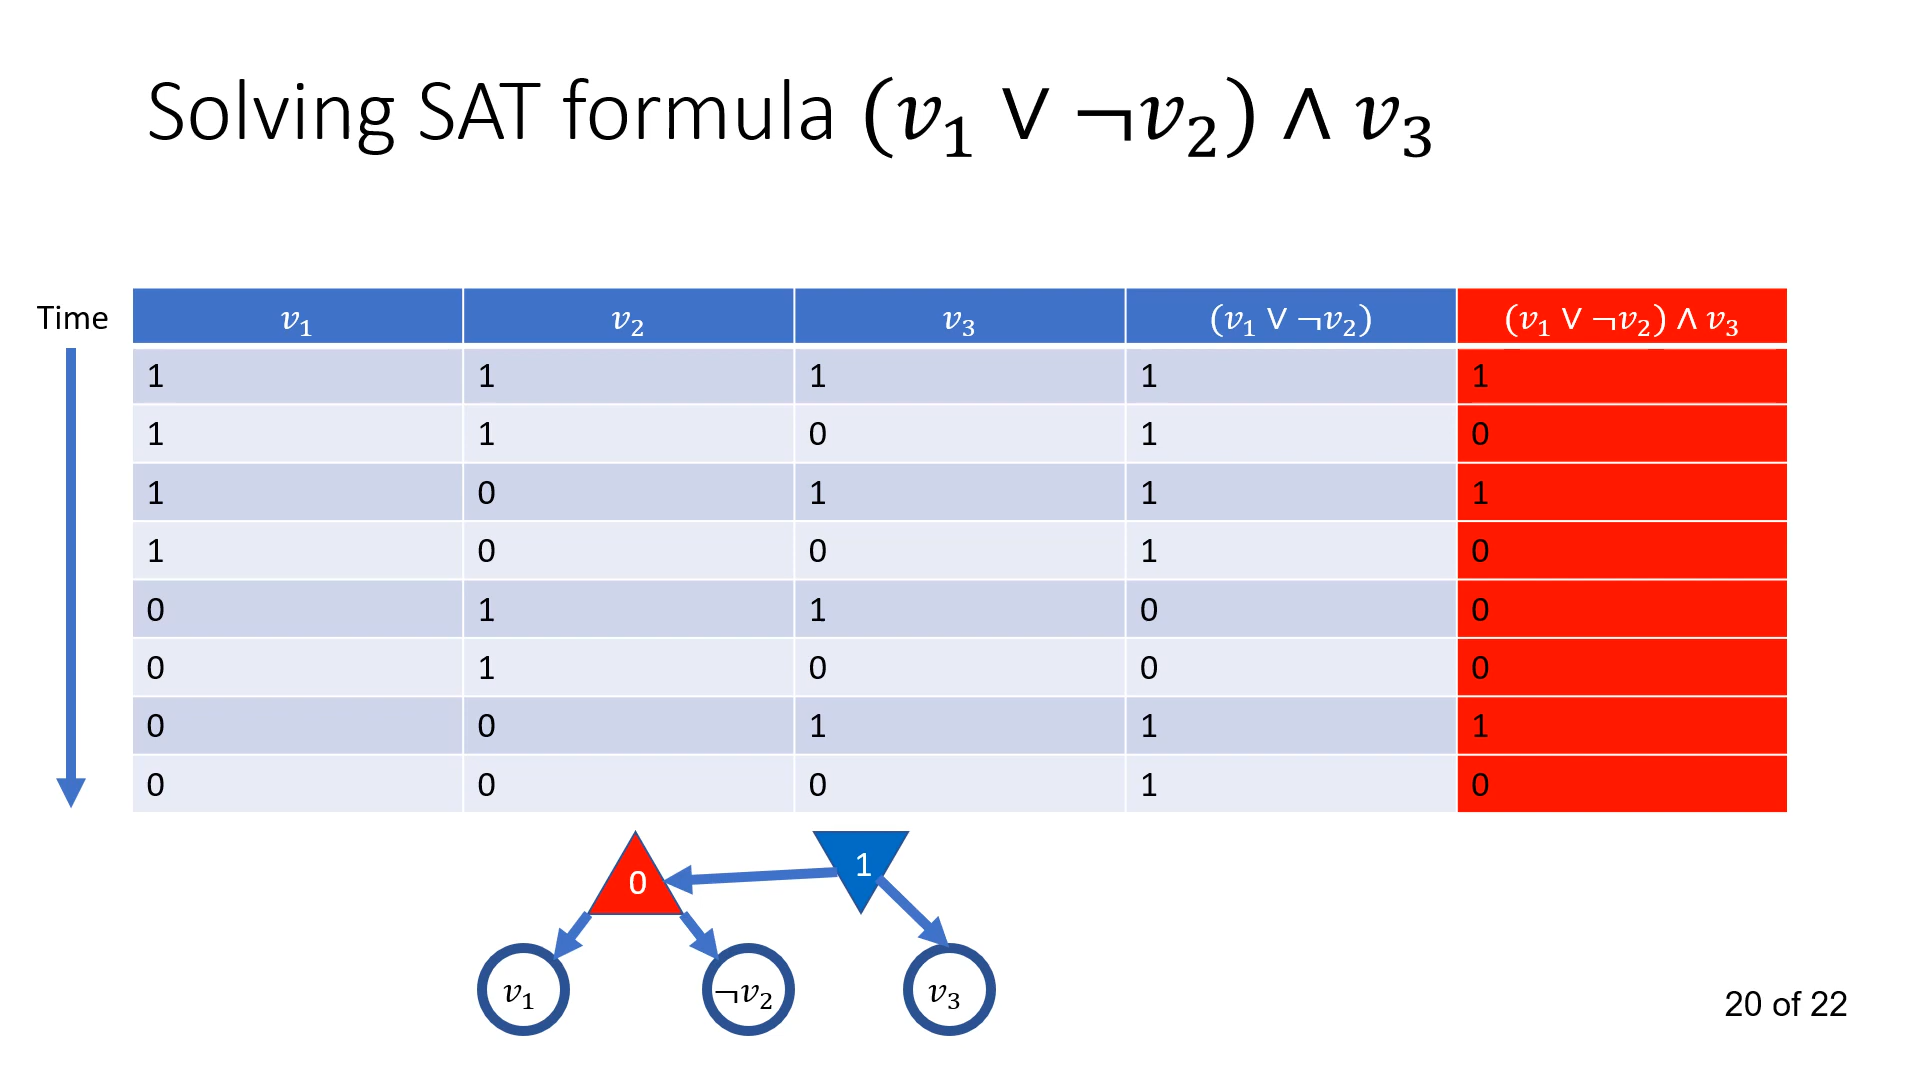 Solving SAT formula (𝑣₁ ∨ ¬𝑣₂) ∧ 𝑣₃
Time
𝑣₁ 𝑣₂ 𝑣₃ (𝑣₁ ∨ ¬𝑣₂) (𝑣₁ ∨ ¬𝑣₂) ∧ 𝑣₃
1 1 1 1 1
1 1 0 1 0
1 0 1 1 1
1 0 0 1 0
0 1 1 0 0
0 1 0 0 0
0 0 1 1 1
0 0 0 1 0
0 1
𝑣₁ ¬𝑣₂ 𝑣₃
20 of 22